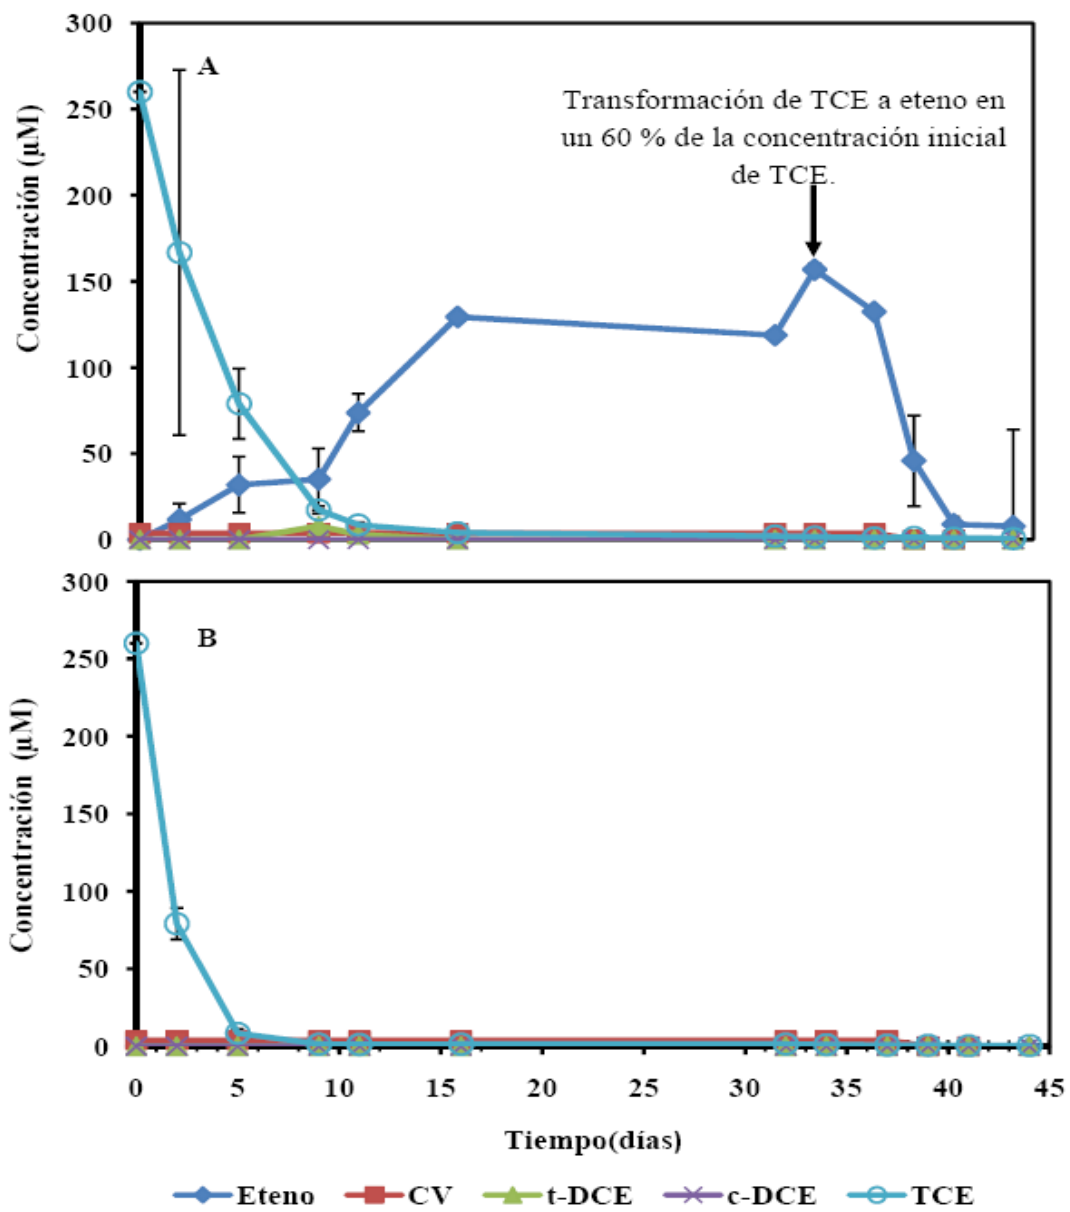 300
250
200
150
100
50
0
Concentración (µM)
A
Transformación de TCE a eteno en
un 60 % de la concentración inicial
de TCE.
300
250
200
150
100
50
0
Concentración (µM)
B
0 5 10 15 20 25 30 35 40 45
Tiempo(días)
Eteno CV t-DCE c-DCE TCE